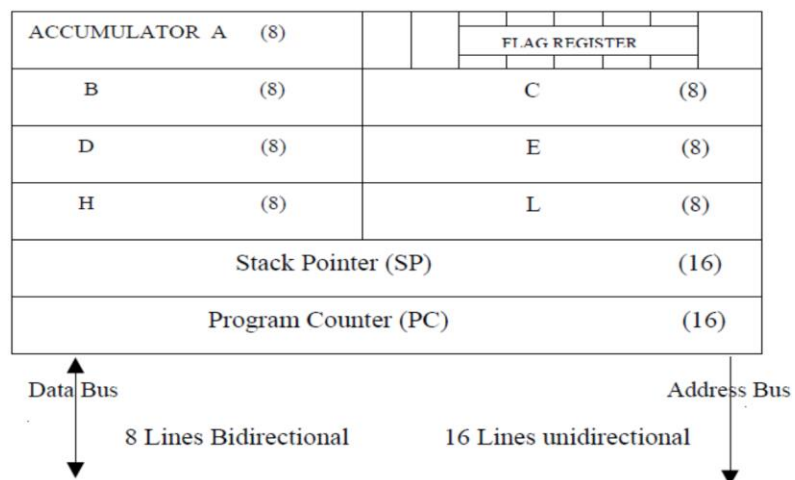 ACCUMULATOR A (8) FLAG REGISTER
B (8) C (8)
D (8) E (8)
H (8) L (8)
Stack Pointer (SP) (16)
Program Counter (PC) (16)
Data Bus Address Bus
8 Lines Bidirectional 16 Lines unidirectional